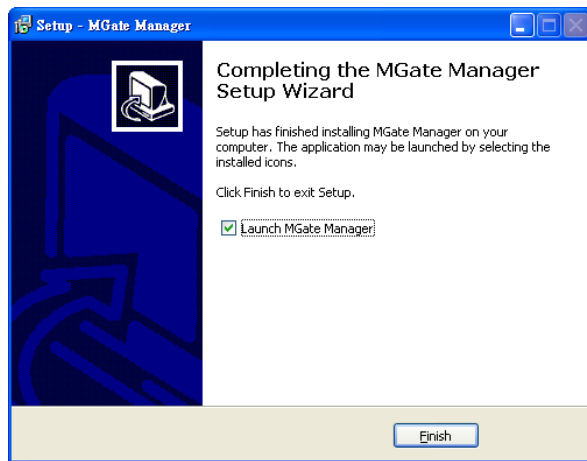 Setup - MGate Manager
Completing the MGate Manager
Setup Wizard
Setup has finished installing MGate Manager on your
computer. The application may be launched by selecting the
installed icons.
Click Finish to exit Setup.
Launch MGate Manager
Finish